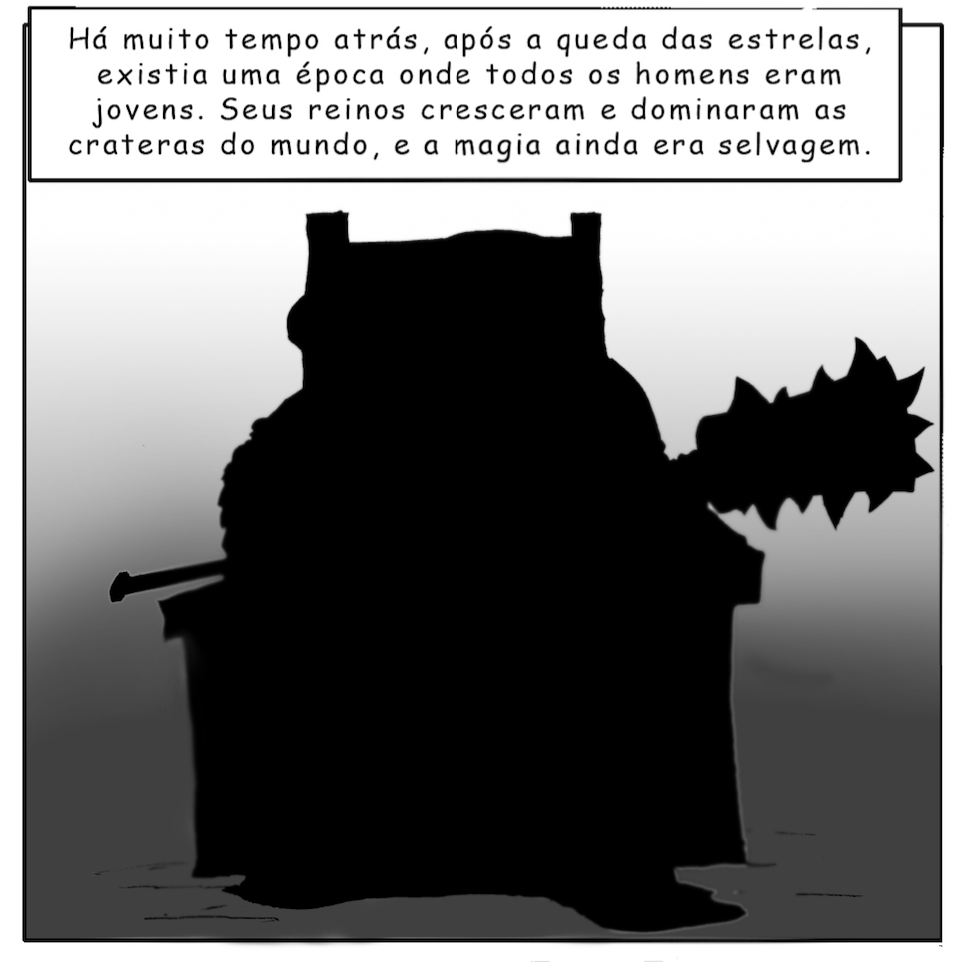 Há muito tempo atrás, após a queda das estrelas,
existia uma época onde todos os homens eram
jovens. Seus reinos cresceram e dominaram as
crateras do mundo, e a magia ainda era selvagem.